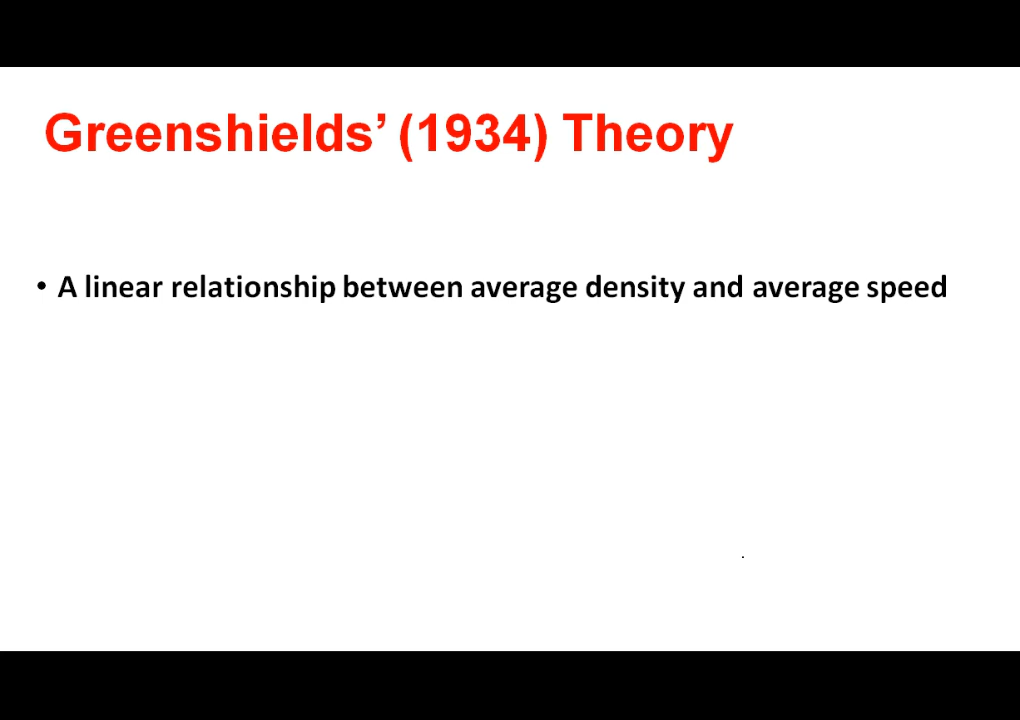 Greenshields’ (1934) Theory
• A linear relationship between average density and average speed